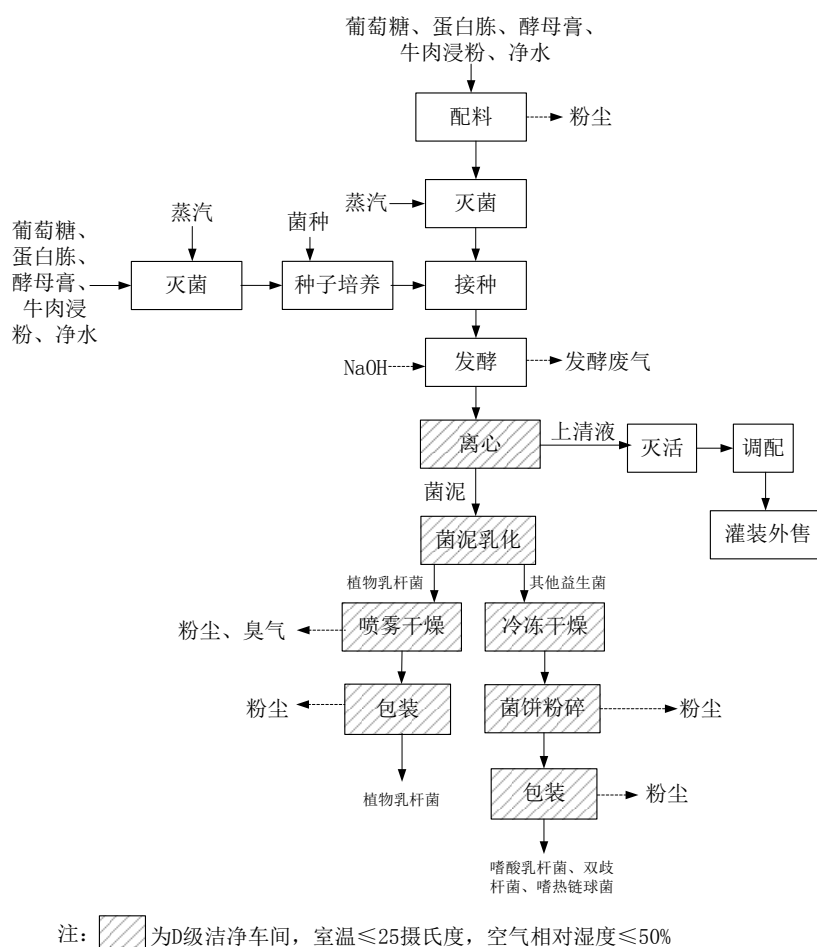 葡萄糖、蛋白胨、酵母膏、
牛肉浸粉、净水
配料
粉尘
蒸汽
灭菌
葡萄糖、
蛋白胨、
酵母膏、
牛肉浸
粉、净水
蒸汽
灭菌
菌种
种子培养
接种
NaOH
发酵
发酵废气
离心
上清液
灭活
调配
灌装外售
菌泥
菌泥乳化
植物乳杆菌
其他益生菌
粉尘、臭气
喷雾干燥
冷冻干燥
粉尘
包装
菌饼粉碎
粉尘
植物乳杆菌
包装
粉尘
嗜酸乳杆菌、双歧
杆菌、嗜热链球菌
注：为D级洁净车间，室温≤25摄氏度，空气相对湿度≤50%